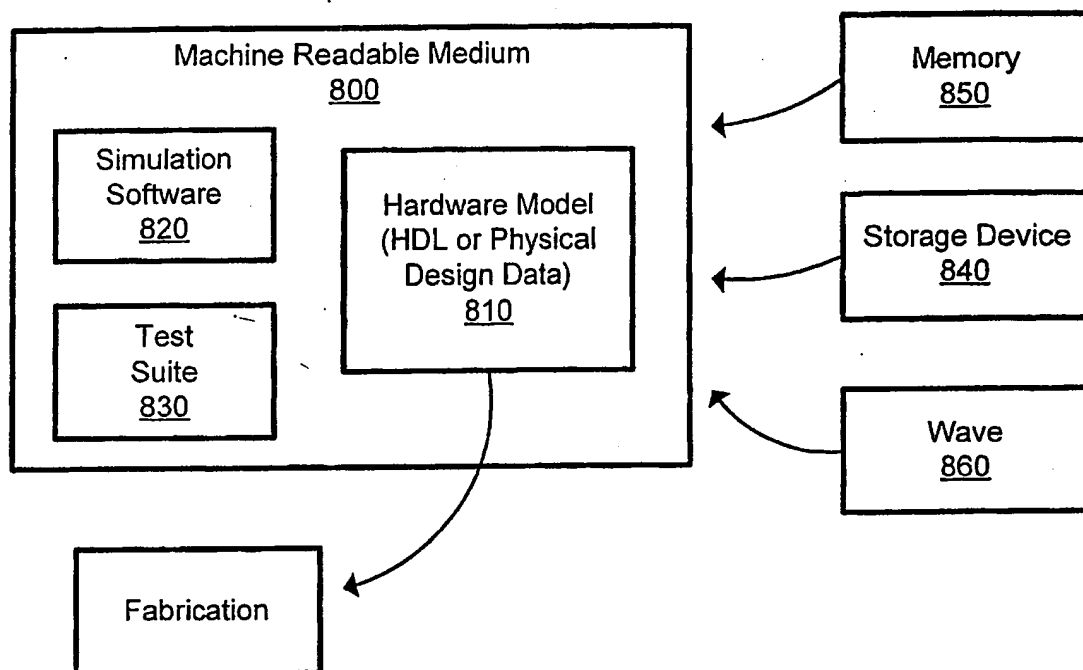 Machine Readable Medium
800
Simulation
Software
820
Test
Suite
830
Hardware Model
(HDL or Physical
Design Data)
810
Memory
850
Storage Device
840
Wave
860
Fabrication